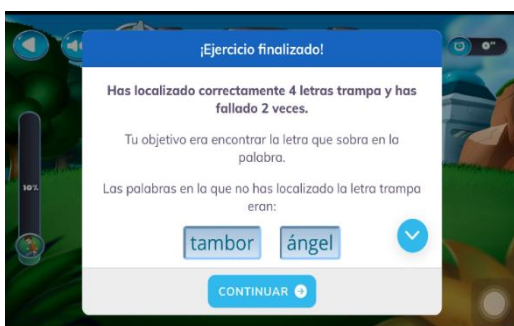 ¡Ejercicio finalizado!
0"
Has localizado correctamente 4 letras trampa y has
fallado 2 veces.
Tu objetivo era encontrar la letra que sobra en la
palabra.
Las palabras en la que no has localizado la letra trampa
eran:
10%
tambor ángel
CONTINUAR